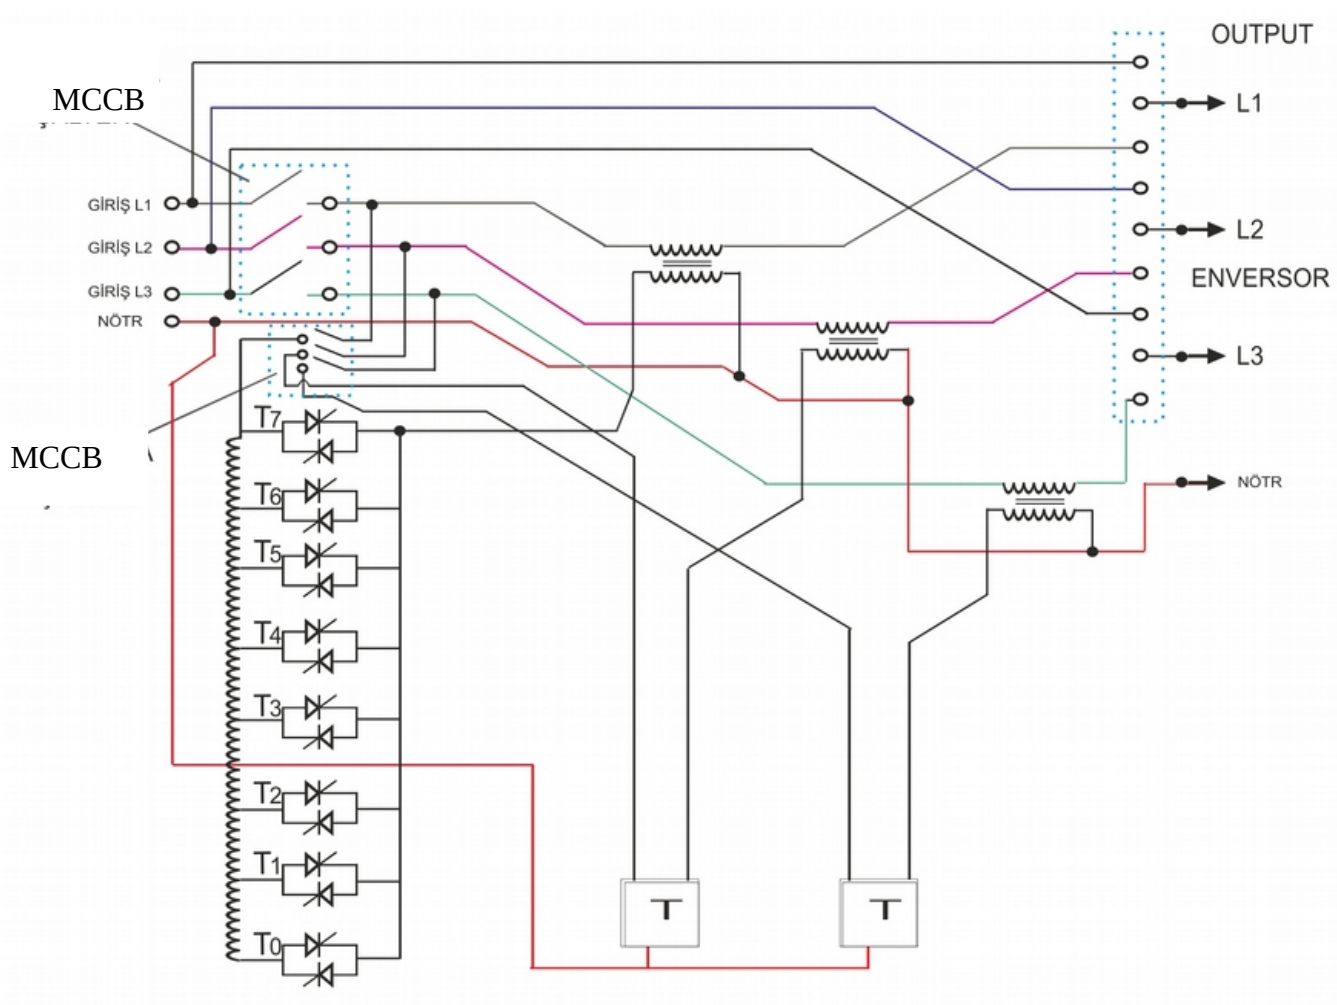 OUTPUT
MCCB
L1
GİRİŞ L1
GİRİŞ L2
L2
ENVERSOR
GİRİŞ L3
NÖTR
L3
T7
MCCB
NÖTR
T6
T5
T4
T3
T2
T1
T T
T0